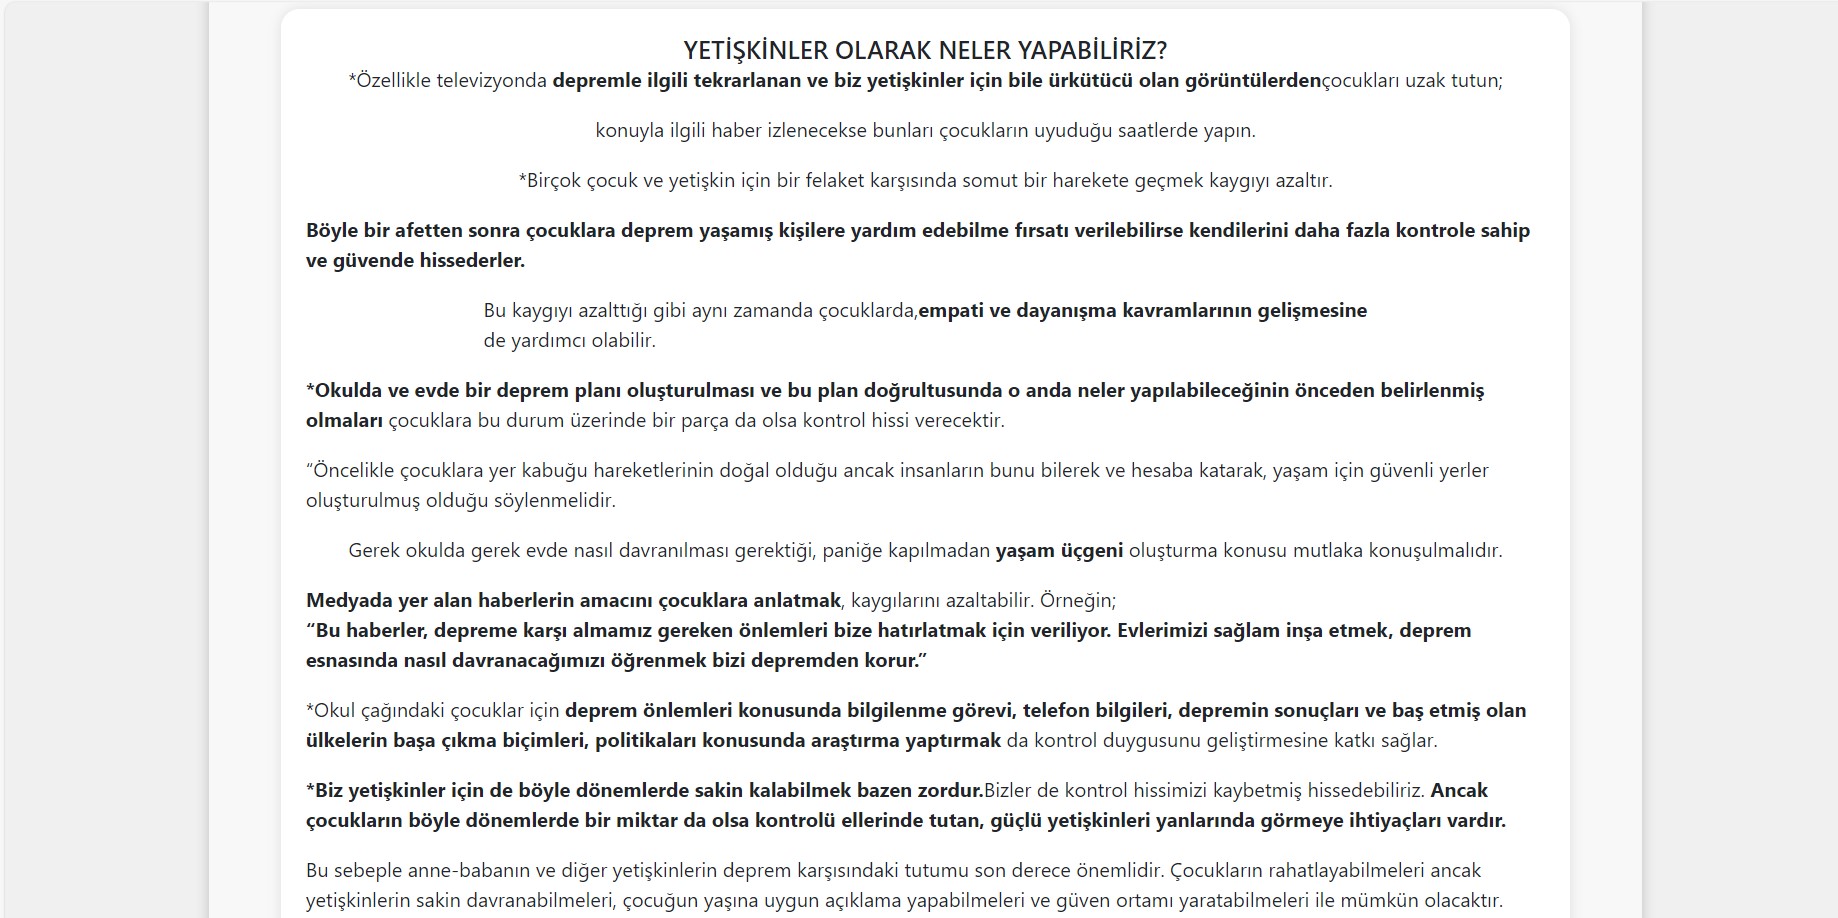 YETİŞKİNLER OLARAK NELER YAPABİLİRİZ?
*Özellikle televizyonda depremle ilgili tekrarlanan ve biz yetişkinler için bile ürkütücü olan görüntülerdençocukları uzak tutun;
konuyla ilgili haber izlenecekse bunları çocukların uyuduğu saatlerde yapın.
*Birçok çocuk ve yetişkin için bir felaket karşısında somut bir harekete geçmek kaygıyı azaltır.
Böyle bir afetten sonra çocuklara deprem yaşamış kişilere yardım edebilme fırsatı verilebilirse kendilerini daha fazla kontrole sahip
ve güvende hissederler.
Bu kaygıyı azalttığı gibi aynı zamanda çocuklarda,empati ve dayanışma kavramlarının gelişmesine
de yardımcı olabilir.
*Okulda ve evde bir deprem planı oluşturulması ve bu plan doğrultusunda o anda neler yapılabileceğinin önceden belirlenmiş
olmaları çocuklara bu durum üzerinde bir parça da olsa kontrol hissi verecektir.
“Öncelikle çocuklara yer kabuğu hareketlerinin doğal olduğu ancak insanların bunu bilerek ve hesaba katarak, yaşam için güvenli yerler
oluşturulmuş olduğu söylenmelidir.
Gerek okulda gerek evde nasıl davranılması gerektiği, paniğe kapılmadan yaşam üçgeni oluşturma konusu mutlaka konuşulmalıdır.
Medyada yer alan haberlerin amacını çocuklara anlatmak, kaygılarını azaltabilir. Örneğin;
“Bu haberler, depreme karşı almamız gereken önlemleri bize hatırlatmak için veriliyor. Evlerimizi sağlam inşa etmek, deprem
esnasında nasıl davranacağımızı öğrenmek bizi depremden korur.”
*Okul çağındaki çocuklar için deprem önlemleri konusunda bilgilenme görevi, telefon bilgileri, depremin sonuçları ve baş etmiş olan
ülkelerin başa çıkma biçimleri, politikaları konusunda araştırma yaptırmak da kontrol duygusunu geliştirmesine katkı sağlar.
*Biz yetişkinler için de böyle dönemlerde sakin kalabilmek bazen zordur.Bizler de kontrol hissimizi kaybetmiş hissedebiliriz. Ancak
çocukların böyle dönemlerde bir miktar da olsa kontrolü ellerinde tutan, güçlü yetişkinleri yanlarında görmeye ihtiyaçları vardır.
Bu sebeple anne-babanın ve diğer yetişkinlerin deprem karşısındaki tutumu son derece önemlidir. Çocukların rahatlayabilmeleri ancak
yetişkinlerin sakin davranabilmeleri, çocuğun yaşına uygun açıklama yapabilmeleri ve güven ortamı yaratabilmeleri ile mümkün olacaktır.